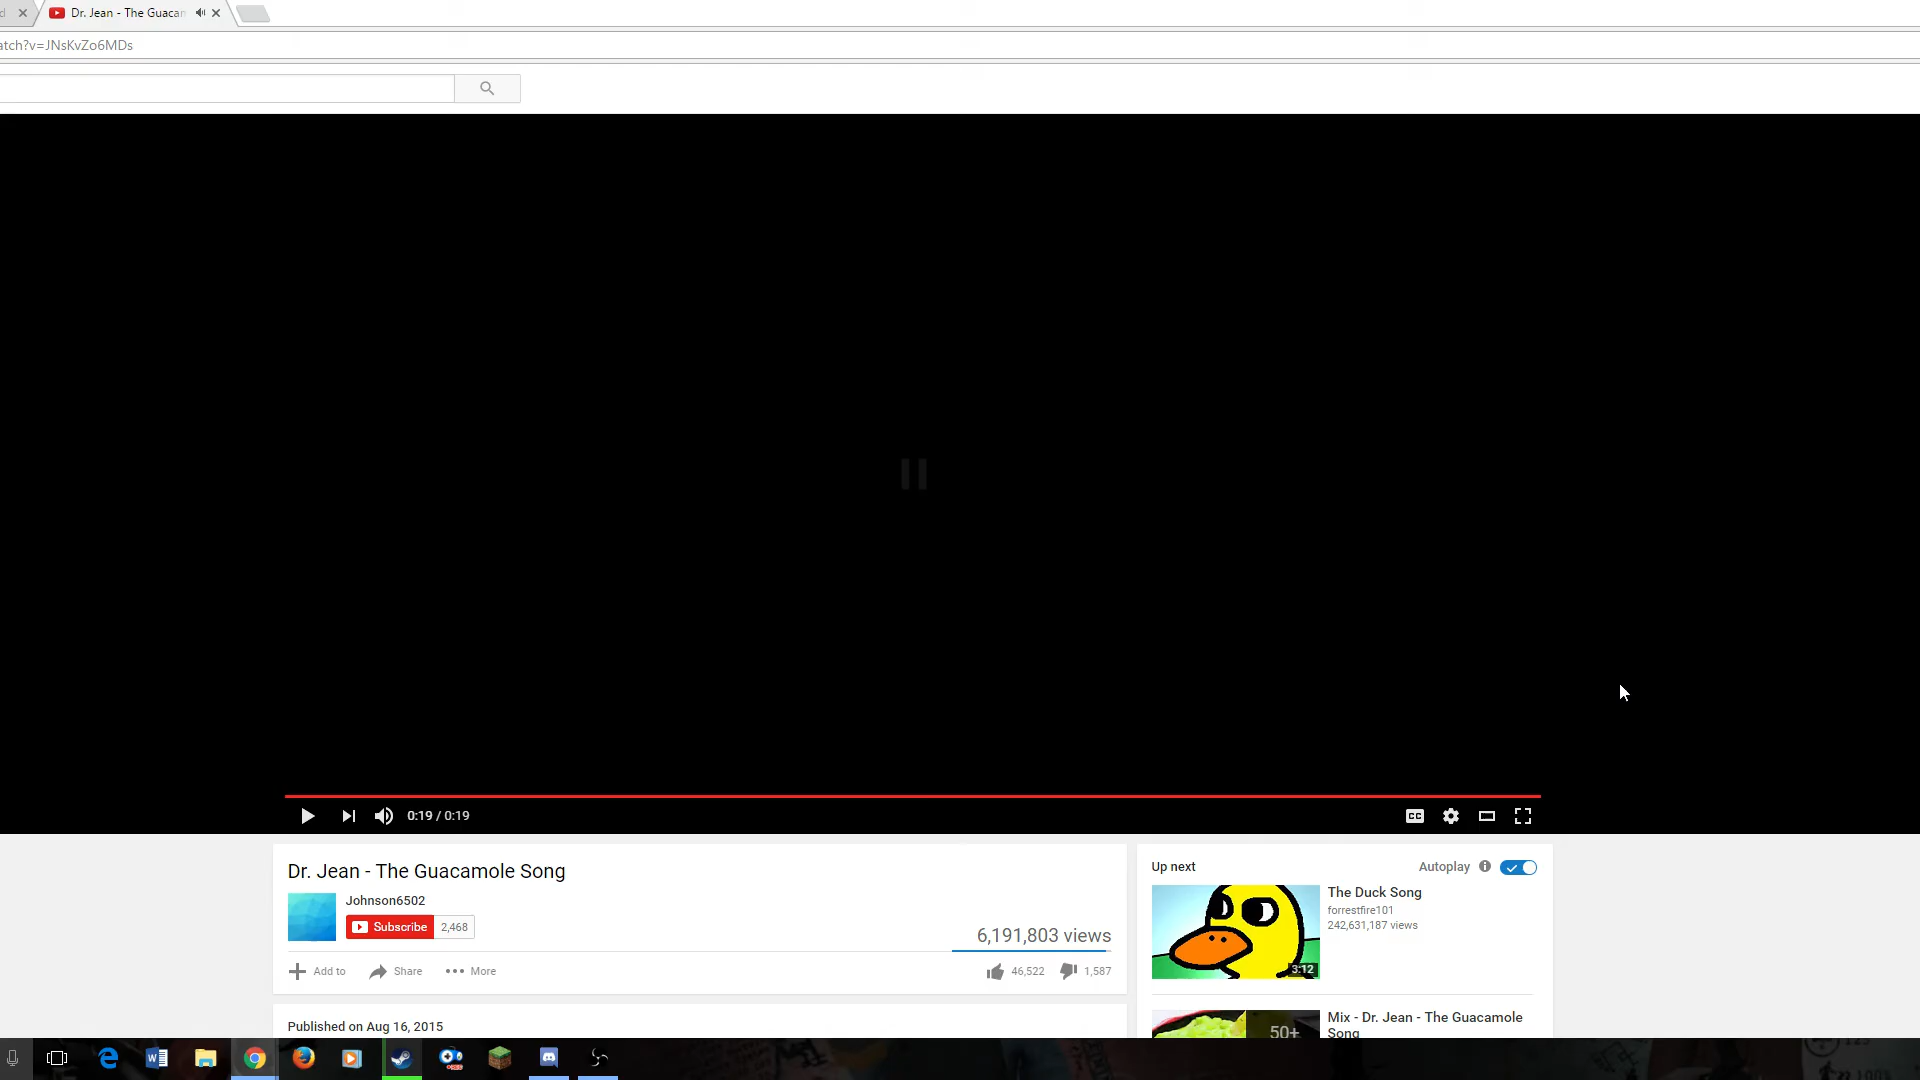 Dr. Jean - The Guacam
atch?v=JNsKvZo6MDs
0:19 / 0:19
CC
Dr. Jean - The Guacamole Song
Johnson6502
Subscribe 2,468
6,191,803 views
Add to Share More 46,522 1,587
Published on Aug 16, 2015
Up next Autoplay
The Duck Song
forrestfire101
242,631,187 views
3:12
Mix - Dr. Jean - The Guacamole
Song
50+